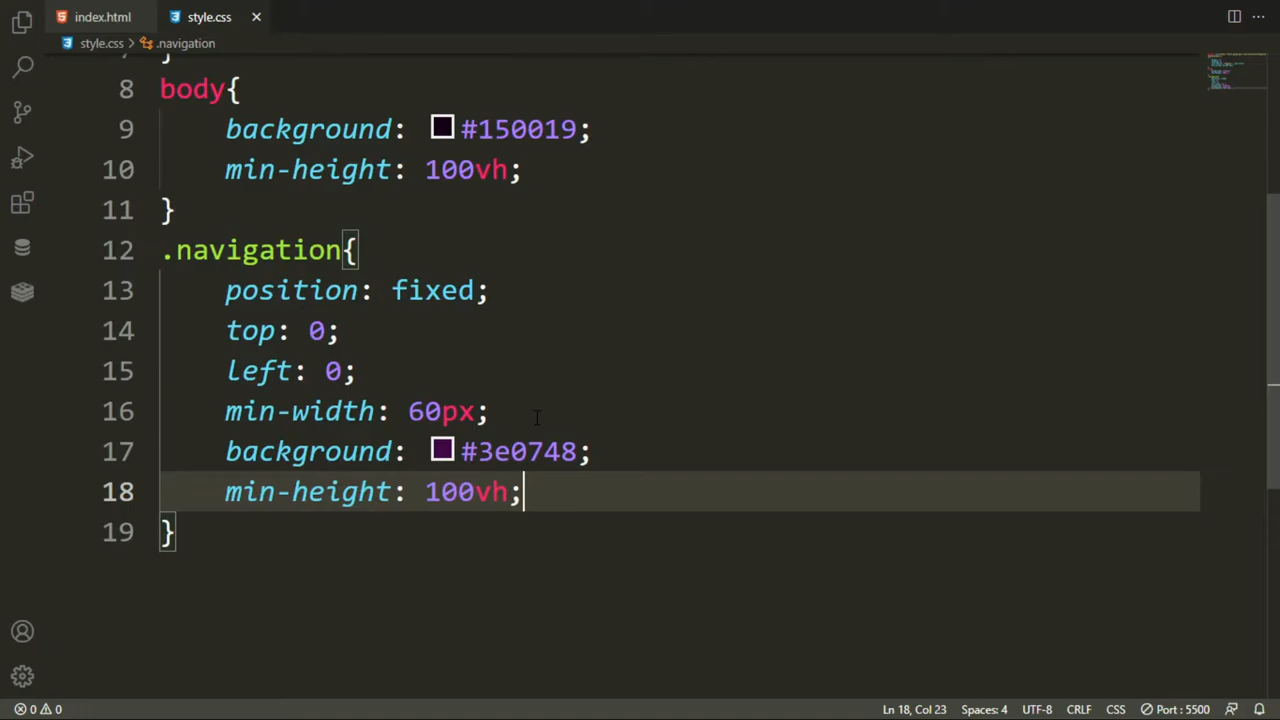 index.html
style.css
style.css > .navigation
8 body{
9 background: #150019;
10 min-height: 100vh;
11 }
12 .navigation{
13 position: fixed;
14 top: 0;
15 left: 0;
16 min-width: 60px;
17 background: #3e0748;
18 min-height: 100vh;
19 }
0 0 Ln 18, Col 23 Spaces: 4 UTF-8 CRLF CSS Port : 5500